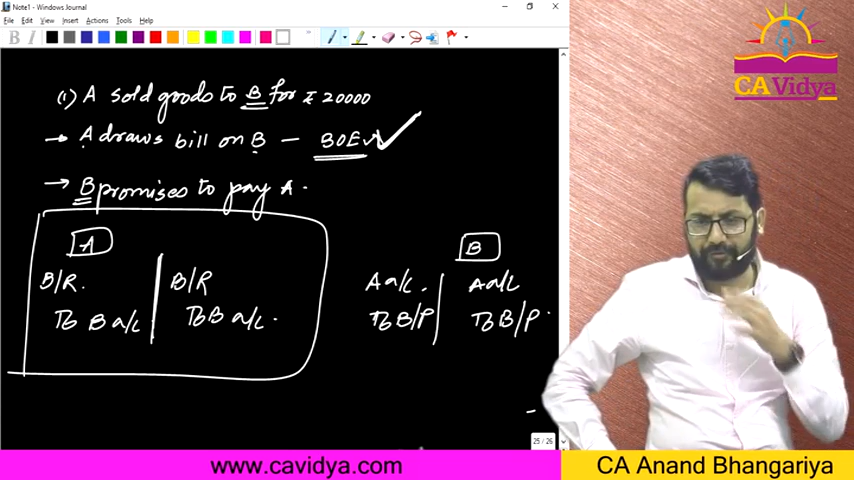 Note1 - Windows Journal
File Edit View Insert Actions Tools Help
B I
(1) A sold goods to B for ₹ 20000
→ A draws bill on B — BOE
→ B promises to pay A.
A
B/R. B/R
To B a/c To B a/c.
B
A a/c. A a/c
To B/P To B/P.
25 / 26
CA Vidya
www.cavidya.com
CA Anand Bhangariya